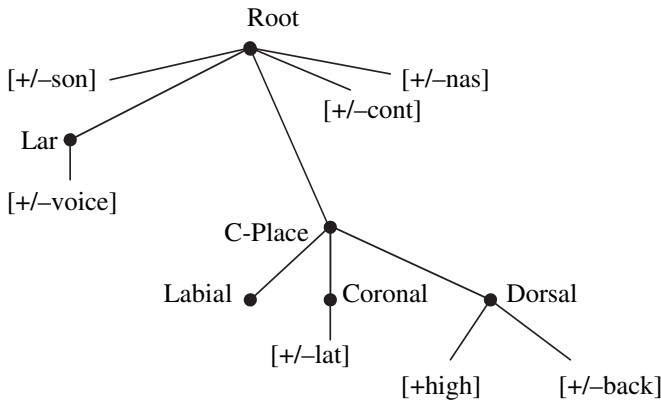 Root
[+/–son]
[+/–nas]
[+/–cont]
Lar
[+/–voice]
C-Place
Labial
Coronal
Dorsal
[+/–lat]
[+high]
[+/–back]